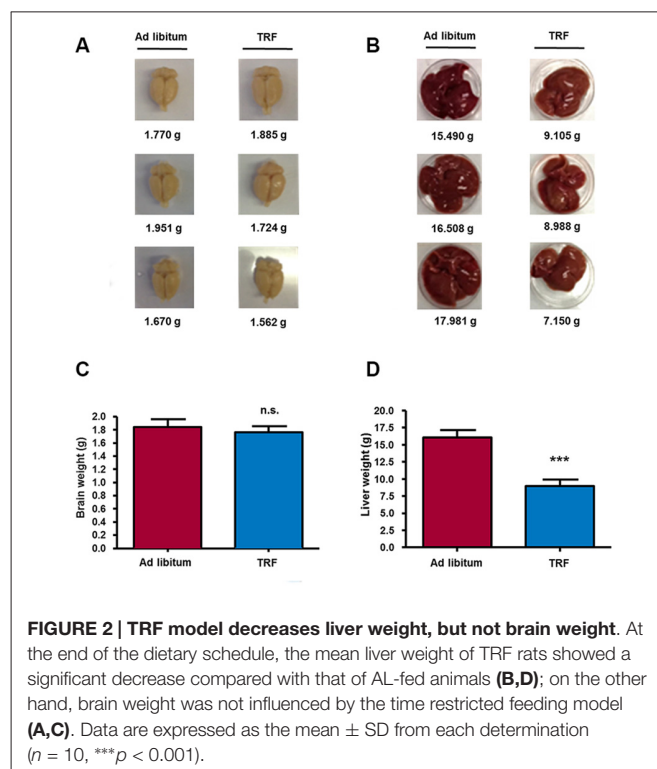 A
Ad libitum
TRF
1.770 g
1.885 g
1.951 g
1.724 g
1.670 g
1.562 g
B
Ad libitum
TRF
15.490 g
9.105 g
16.508 g
8.988 g
17.981 g
7.150 g
C
Brain weight (g)
2.0
1.8
1.6
1.4
1.2
1.0
0.8
0.6
0.4
0.2
0.0
n.s.
Ad libitum
TRF
D
Liver weight (g)
20.0
17.5
15.0
12.5
10.0
7.5
5.0
2.5
0.0
***
Ad libitum
TRF
FIGURE 2 | TRF model decreases liver weight, but not brain weight. At
the end of the dietary schedule, the mean liver weight of TRF rats showed a
significant decrease compared with that of AL-fed animals (B,D); on the other
hand, brain weight was not influenced by the time restricted feeding model
(A,C). Data are expressed as the mean ± SD from each determination
(n = 10, ***p < 0.001).